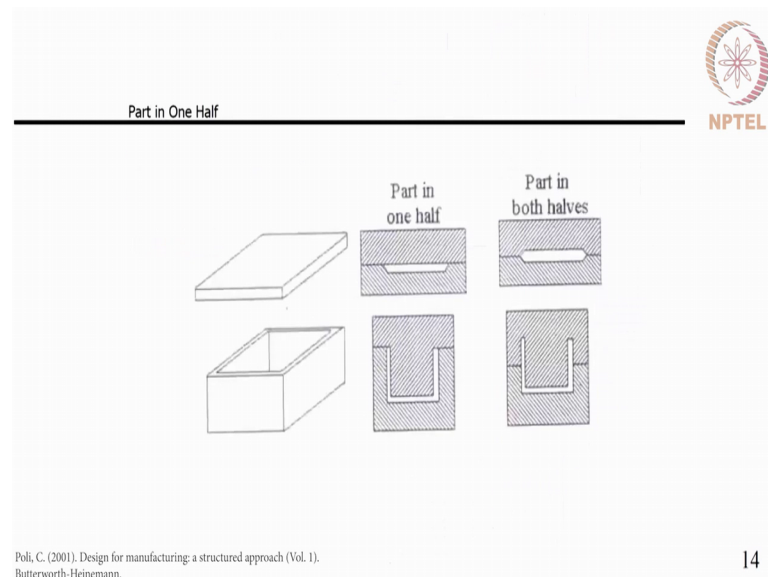 NPTEL
Part in One Half
Part in
one half
Part in
both halves
Poli, C. (2001). Design for manufacturing: a structured approach (Vol. 1).
Butterworth-Heinemann.
14